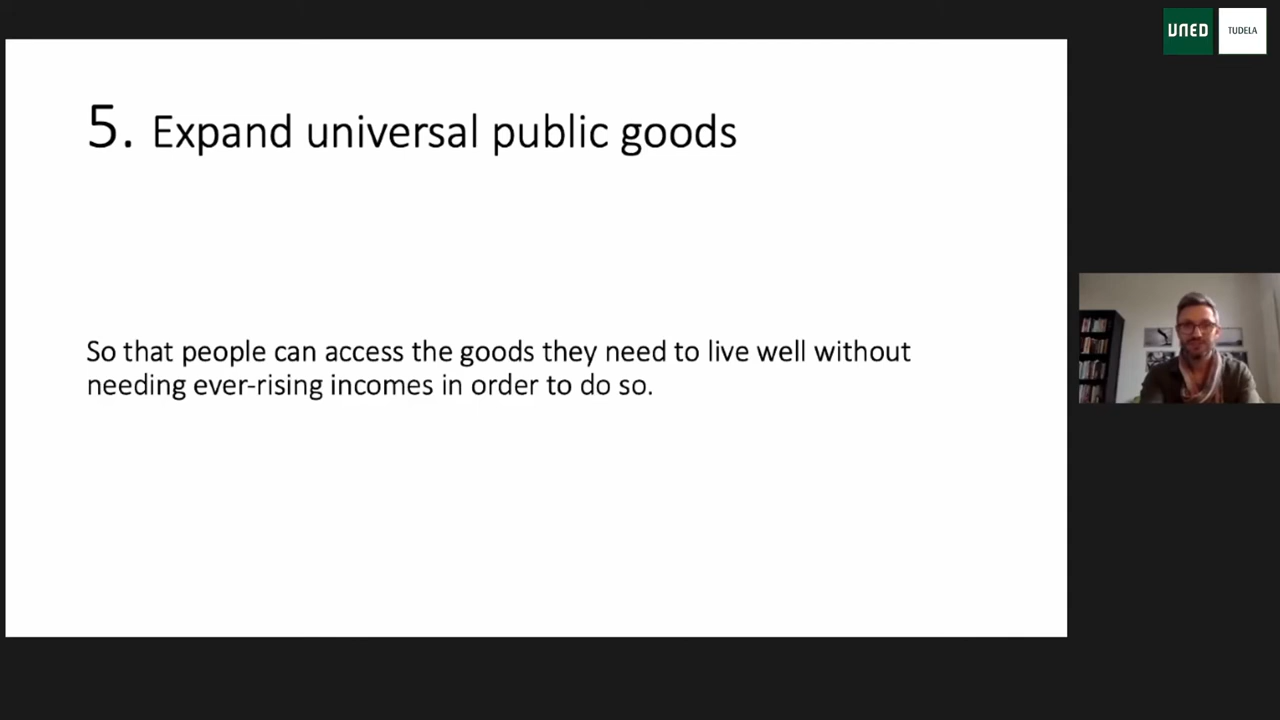 UNED
TUDELA
5. Expand universal public goods
So that people can access the goods they need to live well without
needing ever-rising incomes in order to do so.